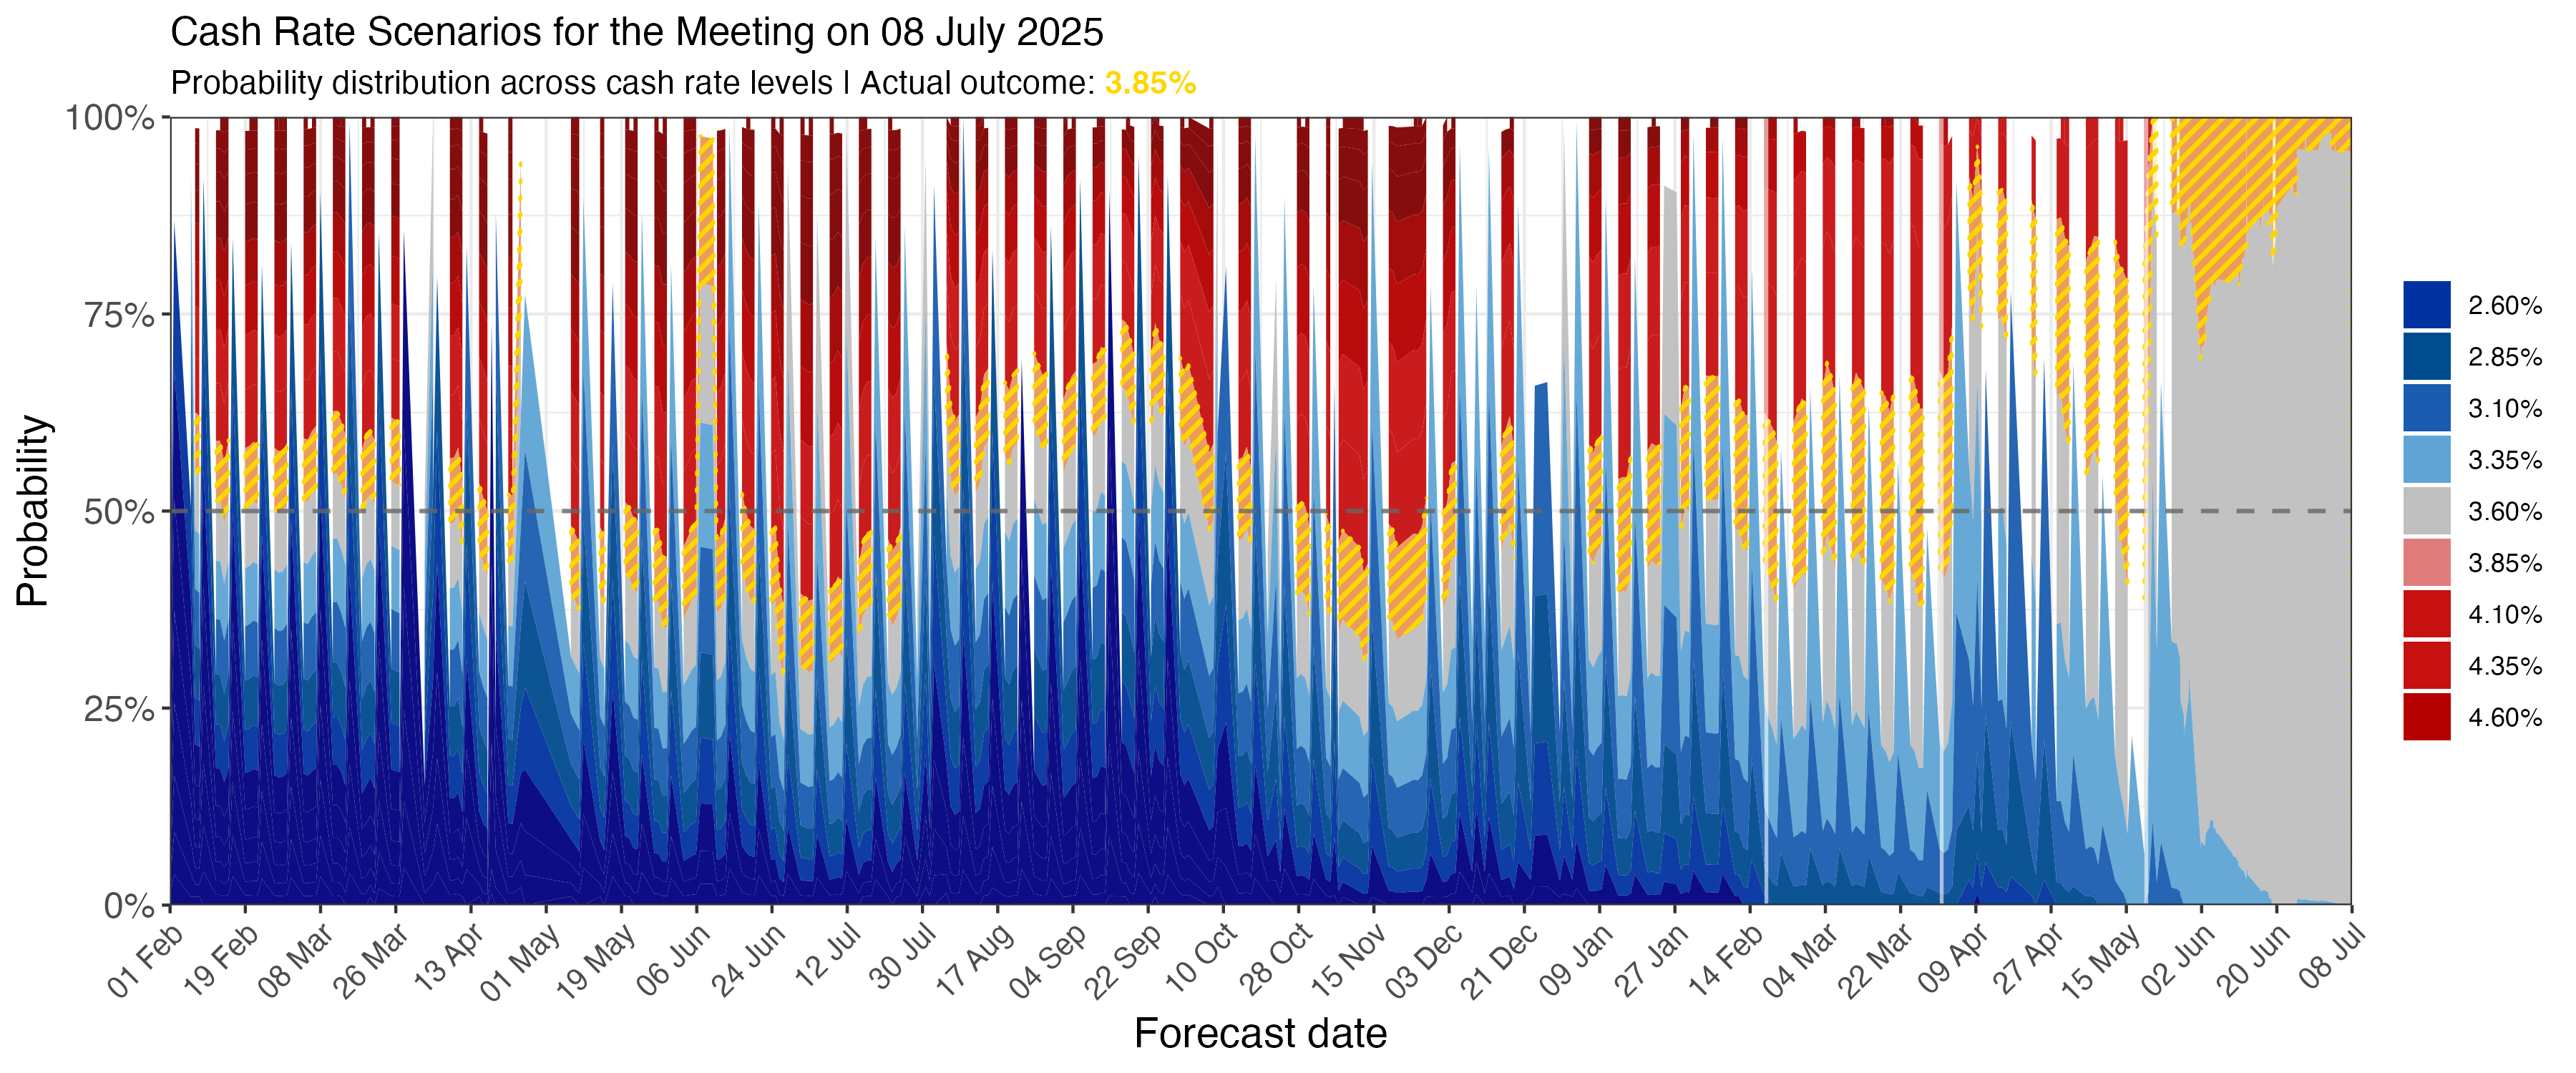 Cash Rate Scenarios for the Meeting on 08 July 2025
Probability distribution across cash rate levels | Actual outcome: 3.85%
100%
75%
50%
25%
0%
Probability
01 Feb
19 Feb
08 Mar
26 Mar
13 Apr
01 May
19 May
06 Jun
24 Jun
12 Jul
30 Jul
17 Aug
04 Sep
22 Sep
10 Oct
28 Oct
15 Nov
03 Dec
21 Dec
09 Jan
27 Jan
14 Feb
04 Mar
22 Mar
09 Apr
27 Apr
15 May
02 Jun
20 Jun
08 Jul
Forecast date
2.60%
2.85%
3.10%
3.35%
3.60%
3.85%
4.10%
4.35%
4.60%